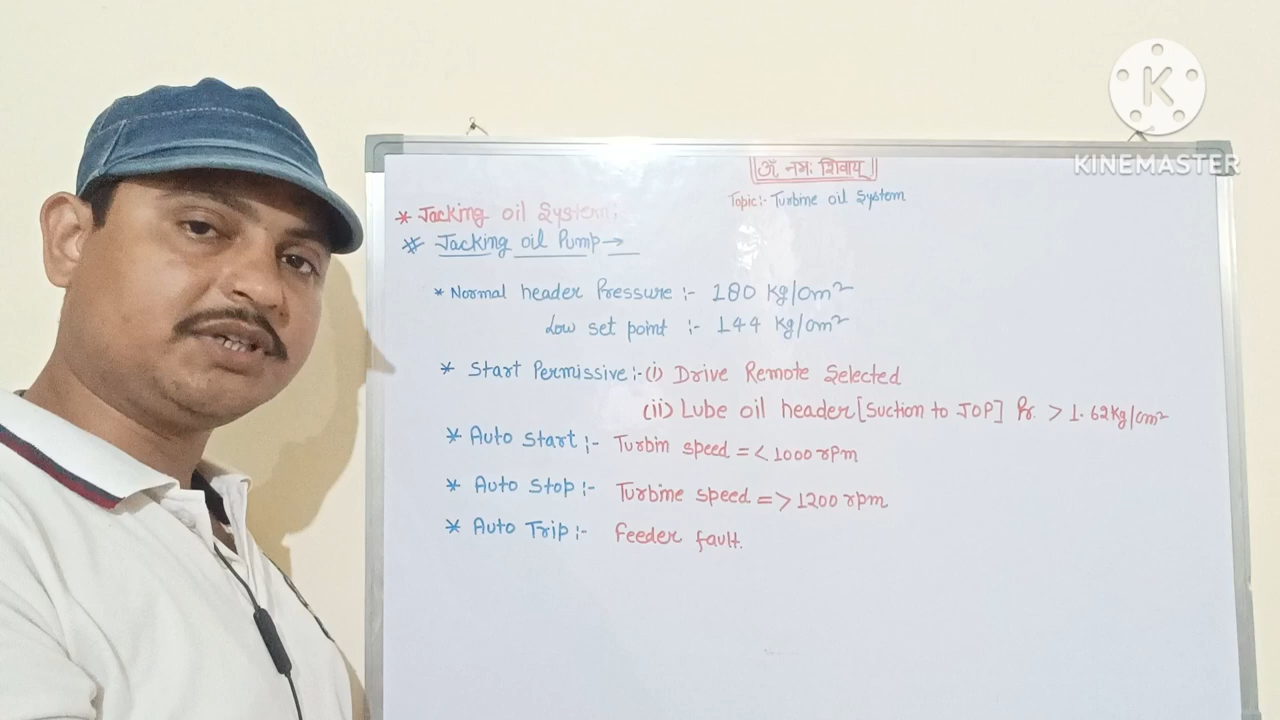 ॐ नमः शिवाय
Topic:- Turbine oil System
* Jacking oil System:
# Jacking oil Pump→
* Normal header Pressure :- 180 Kg/cm²
Low set point :- 144 Kg/cm²
* Start Permissive :- (i) Drive Remote Selected
(ii) Lube oil header [Suction to JOP] Pr. > 1.62 Kg/cm²
* Auto Start :- Turbin speed = < 1000 rpm
* Auto Stop :- Turbine speed = > 1200 rpm
* Auto Trip :- Feeder fault.
K
KINEMASTER